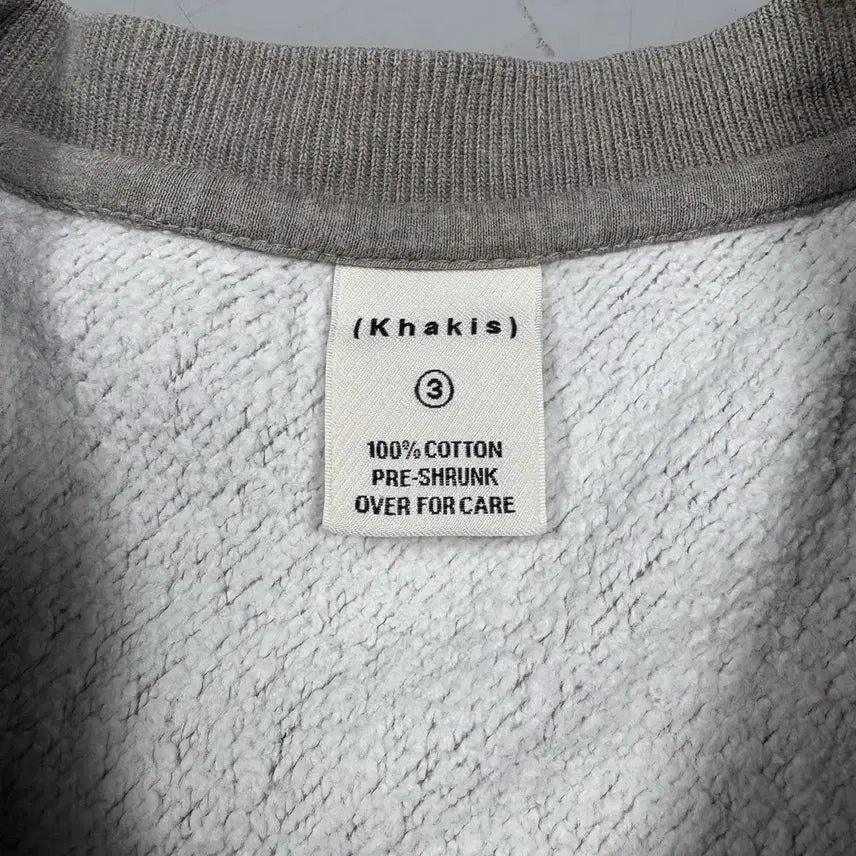 (Khakis)
3
100% COTTON
PRE-SHRUNK
OVER FOR CARE